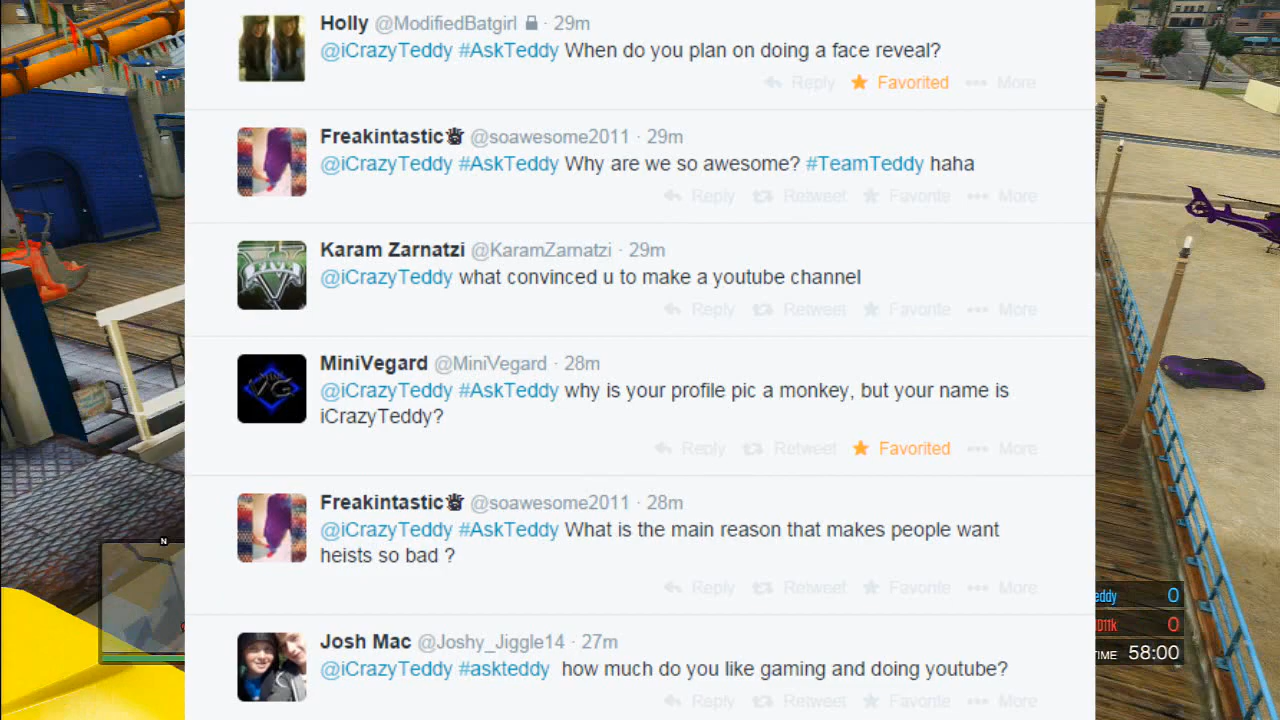 Holly @ModifiedBatgirl · 29m
@iCrazyTeddy #AskTeddy When do you plan on doing a face reveal?
Reply Favorited More
Freakintastic @soawesome2011 · 29m
@iCrazyTeddy #AskTeddy Why are we so awesome? #TeamTeddy haha
Reply Retweet Favorite More
Karam Zarnatzi @KaramZarnatzi · 29m
@iCrazyTeddy what convinced u to make a youtube channel
Reply Retweet Favorite More
MiniVegard @MiniVegard · 28m
@iCrazyTeddy #AskTeddy why is your profile pic a monkey, but your name is
iCrazyTeddy?
Reply Retweet Favorited More
Freakintastic @soawesome2011 · 28m
@iCrazyTeddy #AskTeddy What is the main reason that makes people want
heists so bad ?
Reply Retweet Favorite More
N
eddy 0
011k 0
TIME 58:00
Josh Mac @Joshy_Jiggle14 · 27m
@iCrazyTeddy #askteddy how much do you like gaming and doing youtube?
Reply Retweet Favorite More